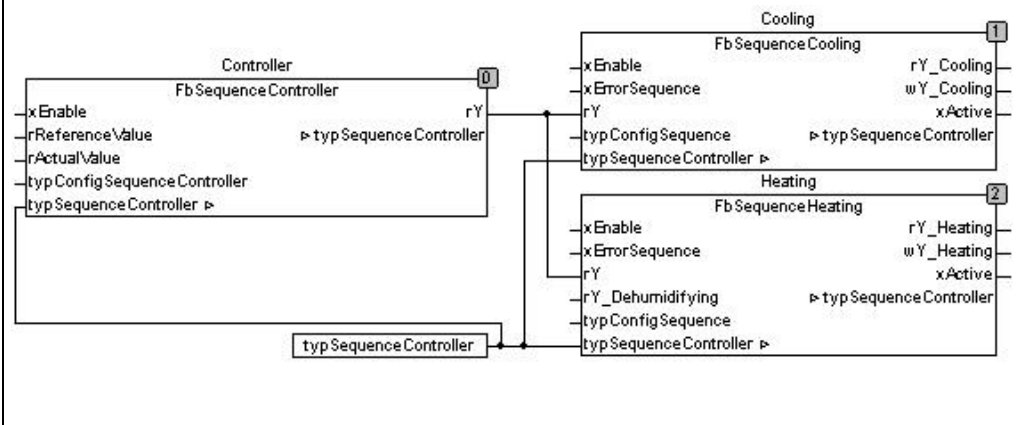 Controller
0
FbSequenceController
xEnable
rY
rReferenceValue
▹ typSequenceController
rActualValue
typConfigSequenceController
typSequenceController ▹
Cooling
1
FbSequenceCooling
xEnable
rY_Cooling
xErrorSequence
wY_Cooling
rY
xActive
typConfigSequence
▹ typSequenceController
typSequenceController ▹
Heating
2
FbSequenceHeating
xEnable
rY_Heating
xErrorSequence
wY_Heating
rY
xActive
rY_Dehumidifying
▹ typSequenceController
typConfigSequence
typSequenceController ▹
typSequenceController